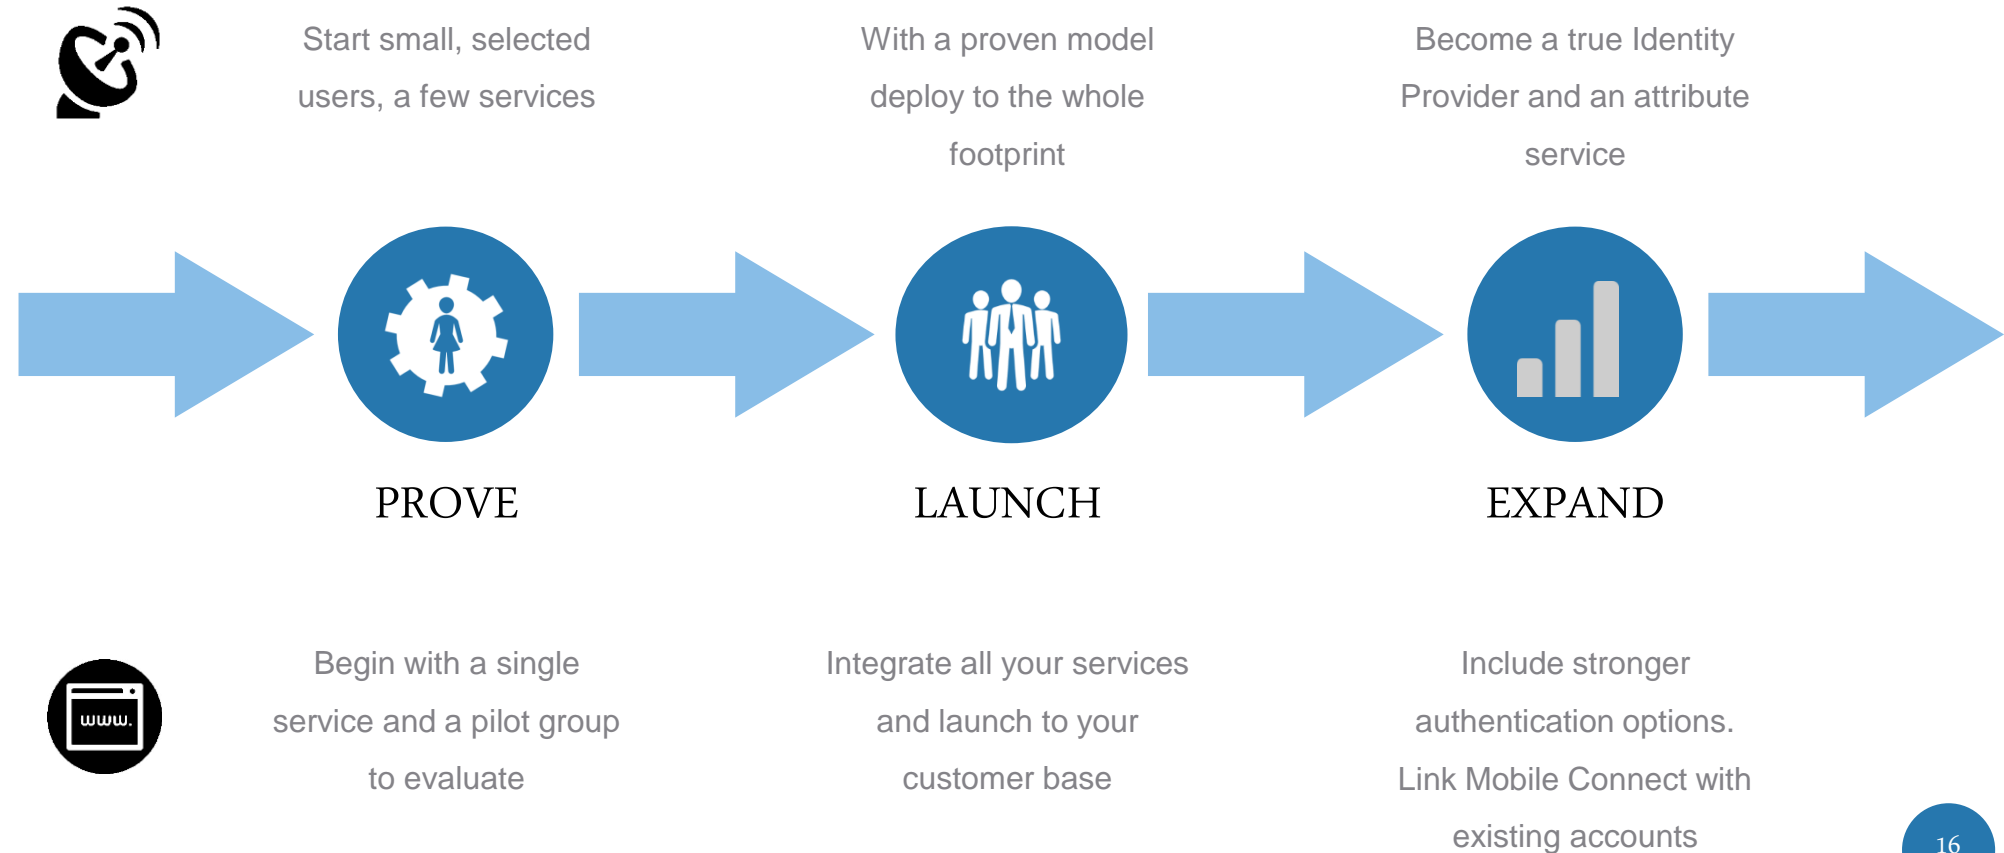 Start small, selected
users, a few services
With a proven model
deploy to the whole
footprint
Become a true Identity
Provider and an attribute
service
PROVE
LAUNCH
EXPAND
www.
Begin with a single
service and a pilot group
to evaluate
Integrate all your services
and launch to your
customer base
Include stronger
authentication options.
Link Mobile Connect with
existing accounts
16